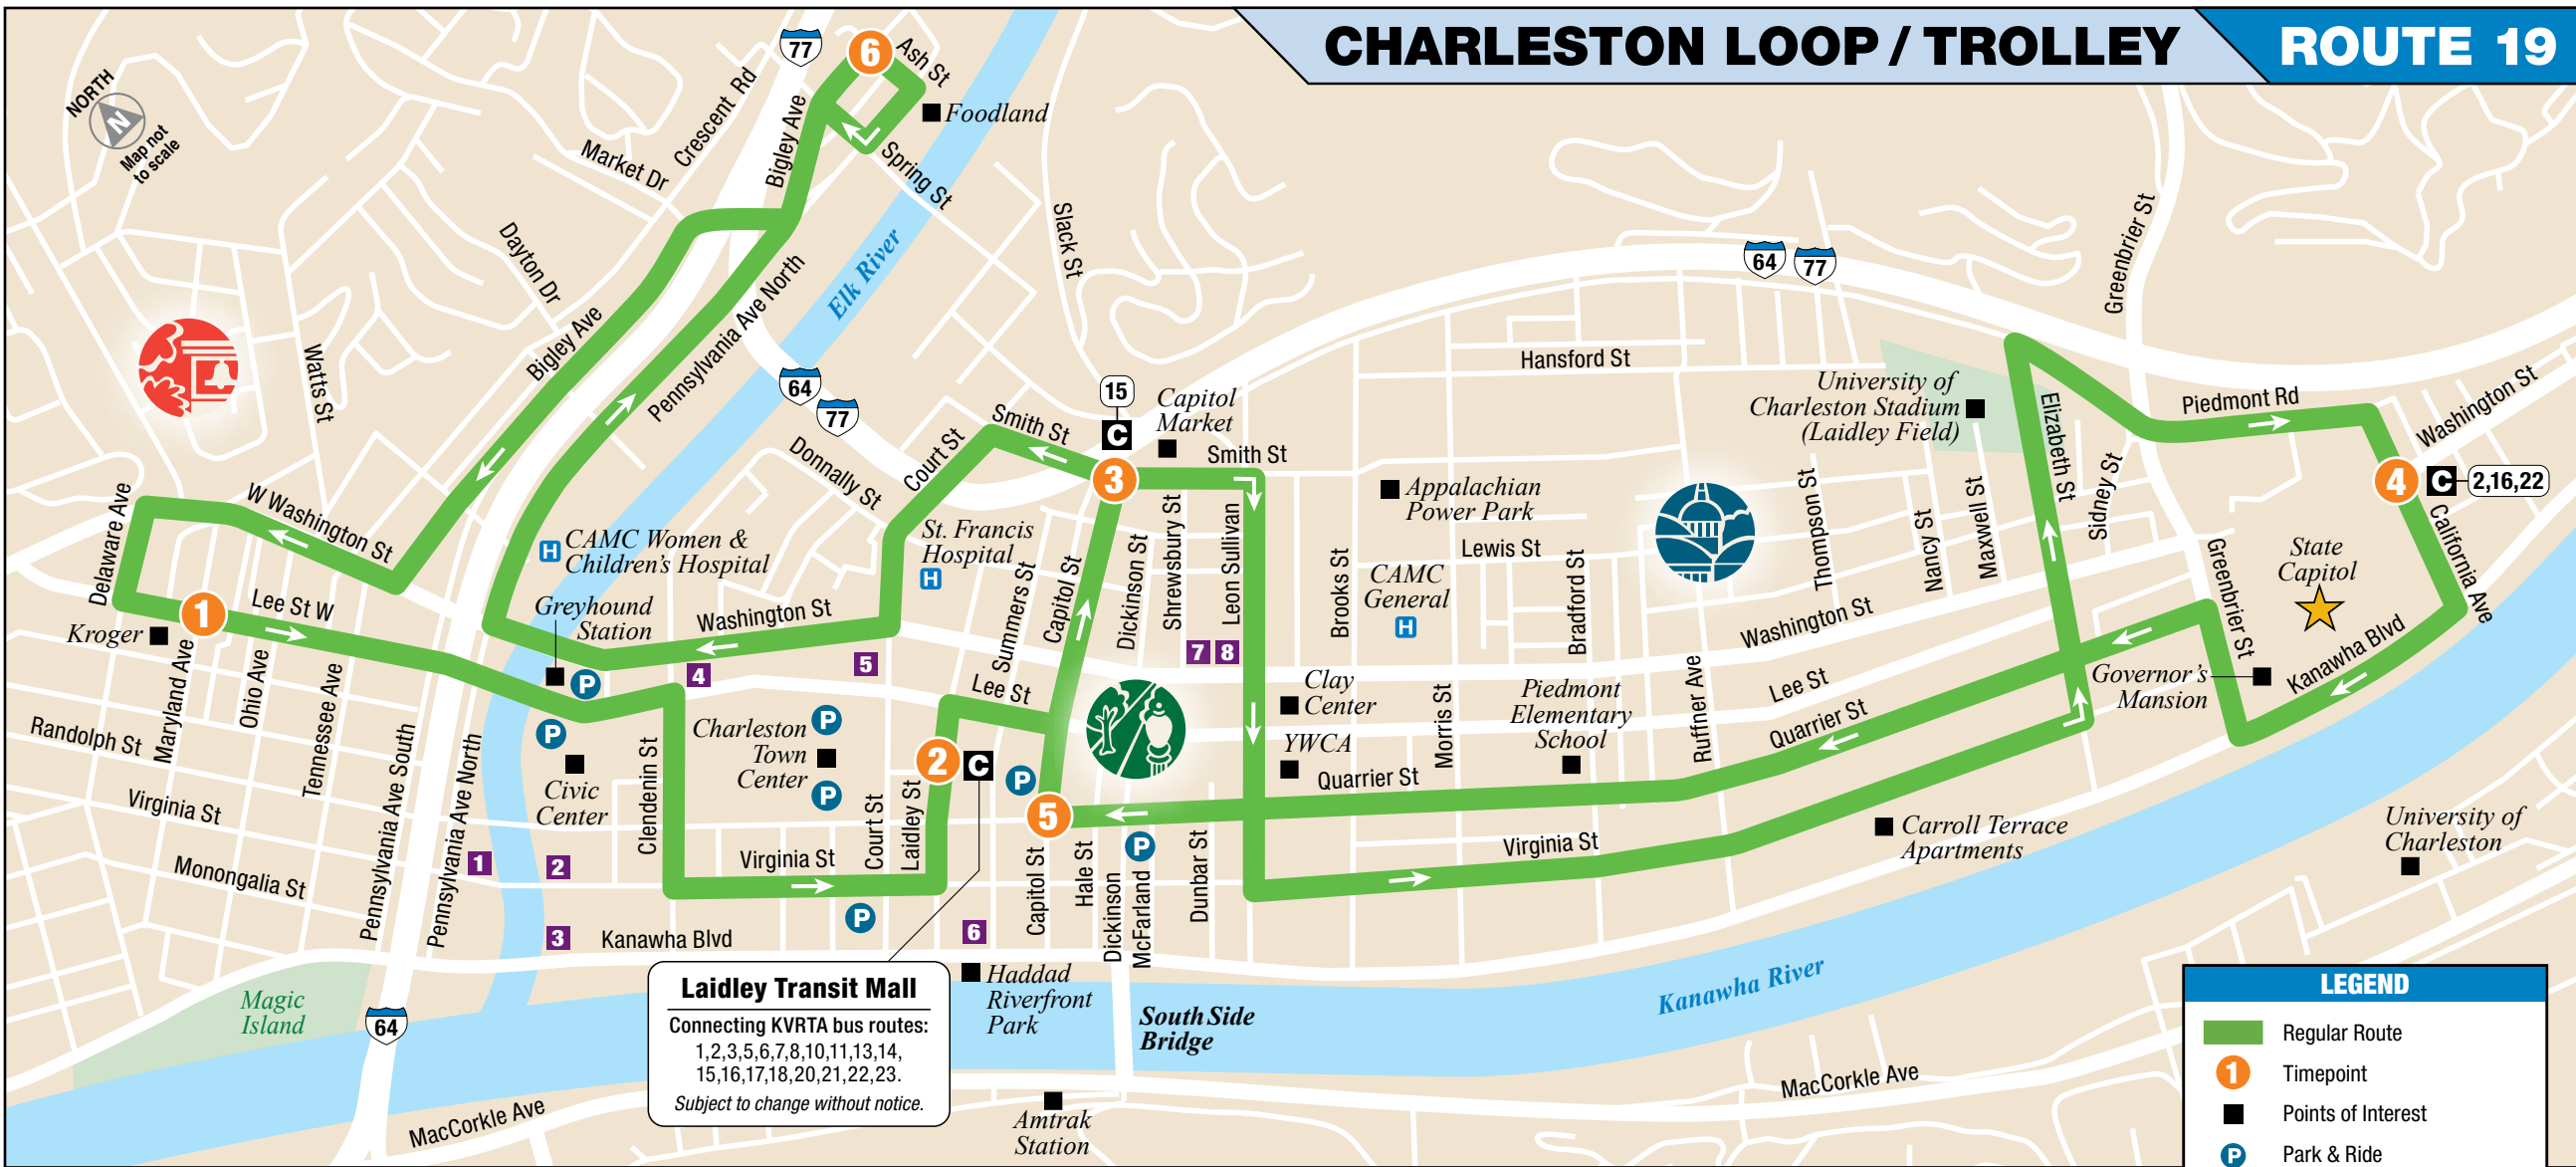 CHARLESTON LOOP / TROLLEY
ROUTE 19
NORTH
N
Map not
to scale
77
6
Ash St
Foodland
Crescent Rd
Bigley Ave
Market Dr
Spring St
Slack St
Dayton Dr
Elk River
Greenbrier St
64
77
Bigley Ave
Pennsylvania Ave North
Watts St
Hansford St
64
77
15
C
Capitol
Market
University of
Charleston Stadium
(Laidley Field)
Elizabeth St
Piedmont Rd
Washington St
Smith St
Court St
Donnally St
Smith St
3
4
C
2,16,22
W Washington St
Delaware Ave
CAMC Women &
Children's Hospital
H
St. Francis
Hospital
H
Appalachian
Power Park
Sidney St
Thompson St
Nancy St
Maxwell St
California Ave
Shrewsbury St
Leon Sullivan
Dickinson St
Capitol St
Summers St
Brooks St
Lewis St
CAMC
General
H
Bradford St
Greenbrier St
State
Capitol
1
Lee St W
Kroger
Greyhound
Station
Washington St
Washington St
P
4
5
7
8
Maryland Ave
Ohio Ave
Tennessee Ave
Lee St
Lee St
Clay
Center
Piedmont
Elementary
School
Ruffner Ave
Morris St
Governor's
Mansion
Kanawha Blvd
Randolph St
P
Civic
Center
Clendenin St
Charleston
Town
Center
P
P
2
C
P
YWCA
Quarrier St
Quarrier St
Virginia St
Pennsylvania Ave South
Pennsylvania Ave North
Court St
Laidley St
5
Virginia St
Virginia St
Monongalia St
1
2
3
P
Capitol St
Hale St
Dickinson
McFarland
P
Dunbar St
Carroll Terrace
Apartments
University of
Charleston
Kanawha Blvd
6
Haddad
Riverfront
Park
Magic
Island
64
Laidley Transit Mall
Connecting KVRTA bus routes:
1,2,3,5,6,7,8,10,11,13,14,
15,16,17,18,20,21,22,23.
Subject to change without notice.
South Side
Bridge
Kanawha River
MacCorkle Ave
MacCorkle Ave
Amtrak
Station
LEGEND
Regular Route
1
Timepoint
Points of Interest
P
Park & Ride